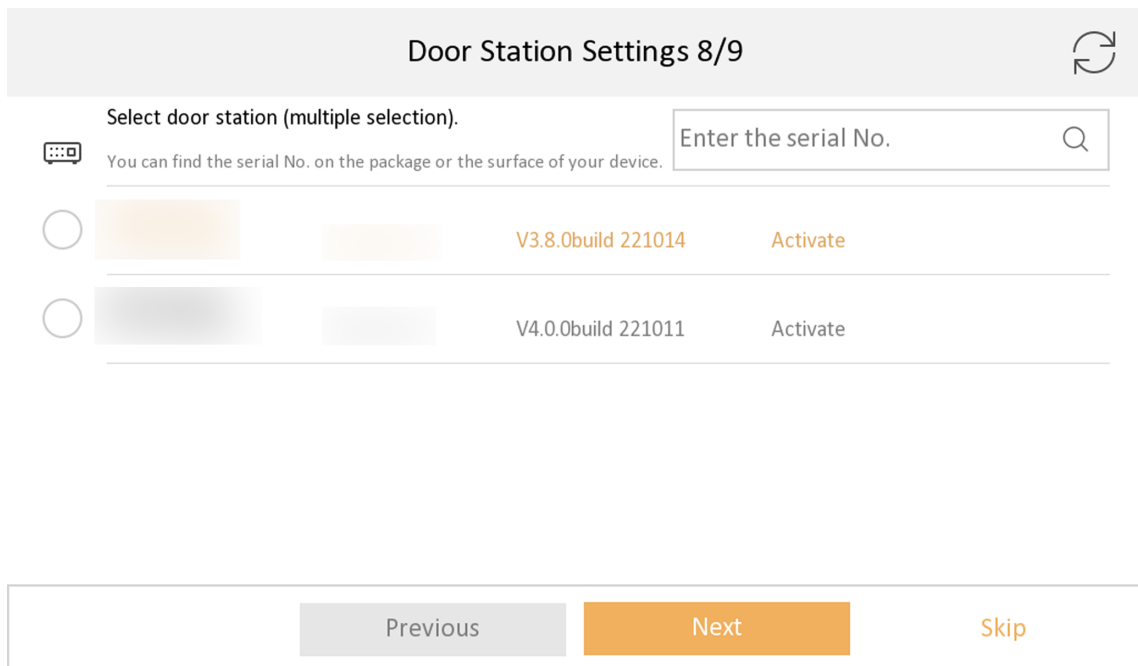 Door Station Settings 8/9
Select door station (multiple selection).
Enter the serial No.
You can find the serial No. on the package or the surface of your device.
V3.8.0build 221014 Activate
V4.0.0build 221011 Activate
Previous Next Skip